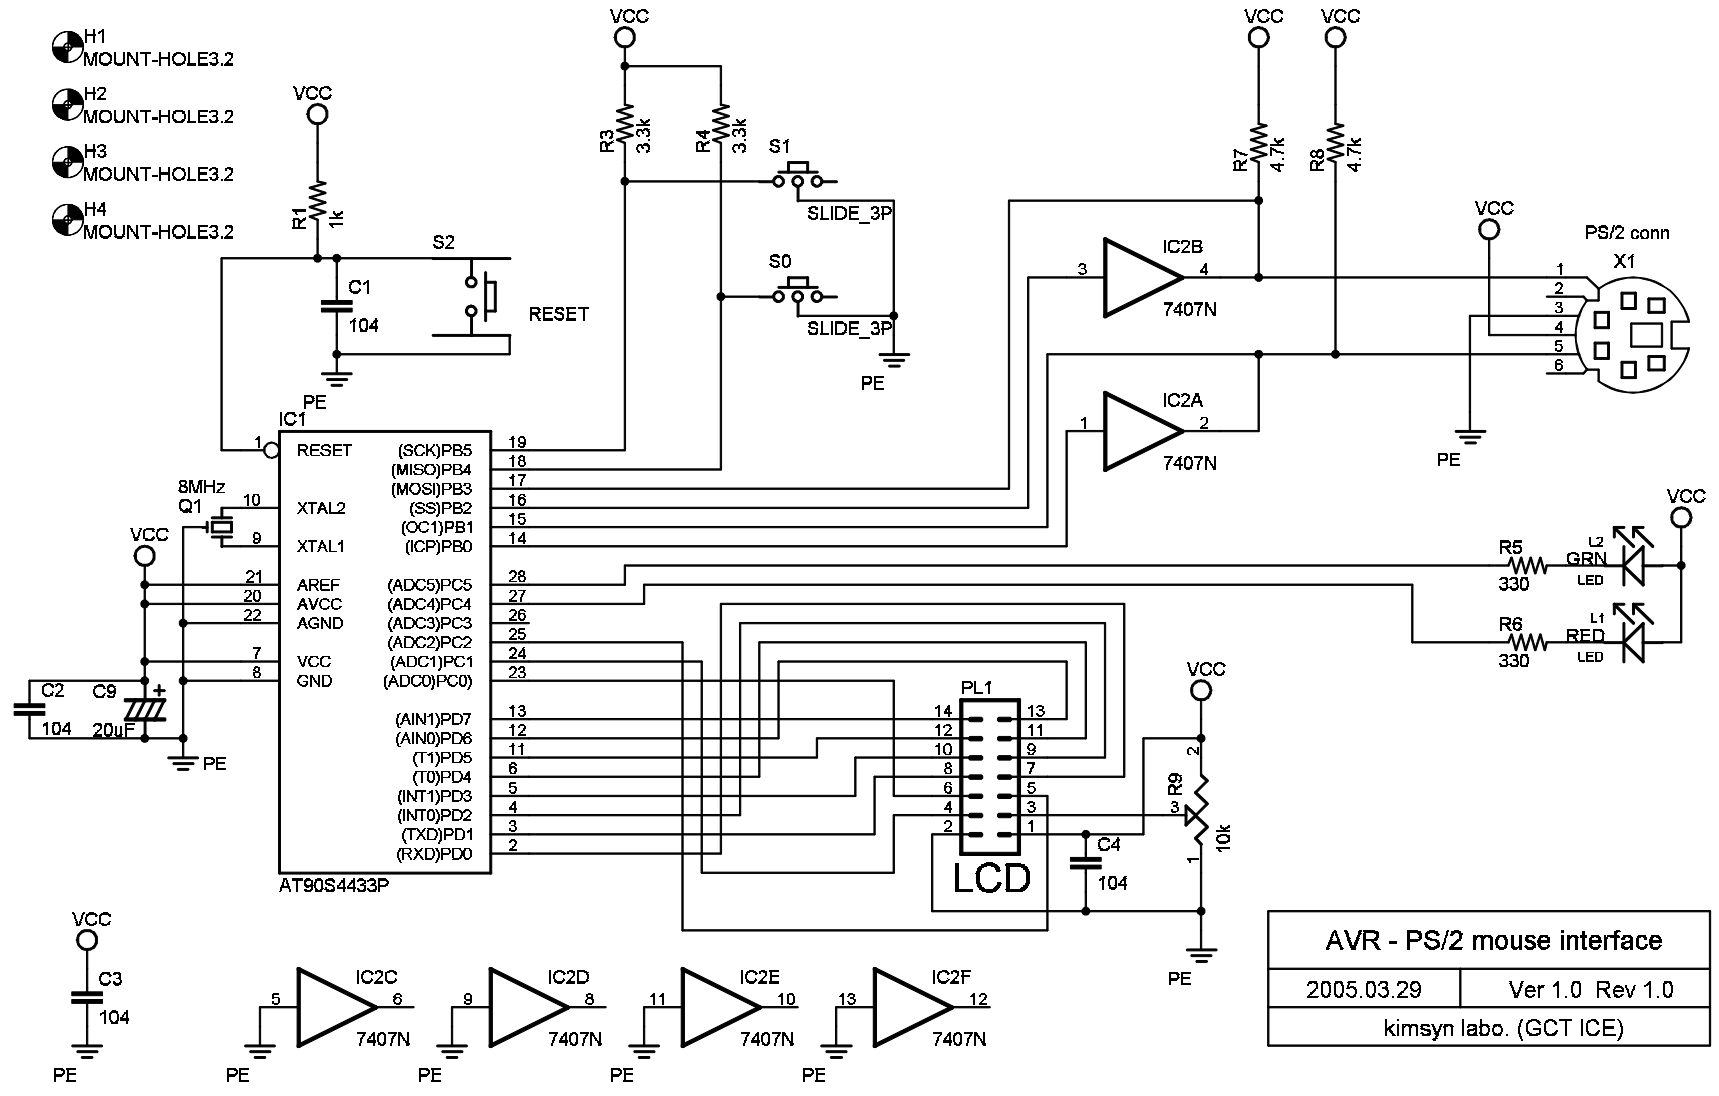 H1
MOUNT-HOLE3.2
H2
MOUNT-HOLE3.2
H3
MOUNT-HOLE3.2
H4
MOUNT-HOLE3.2
VCC
R1
1k
S2
RESET
C1
104
PE
VCC
R3
3.3k
R4
3.3k
S1
SLIDE_3P
S0
SLIDE_3P
PE
VCC
VCC
R7
4.7k
R8
4.7k
IC2B
3
4
7407N
IC2A
1
2
7407N
VCC
PS/2 conn
X1
1
2
3
4
5
6
PE
IC1
1
RESET
(SCK)PB5
19
(MISO)PB4
18
(MOSI)PB3
17
8MHz
Q1
10
XTAL2
(SS)PB2
16
(OC1)PB1
15
9
XTAL1
(ICP)PB0
14
VCC
21
AREF
(ADC5)PC5
28
20
AVCC
(ADC4)PC4
27
22
AGND
(ADC3)PC3
26
(ADC2)PC2
25
7
VCC
(ADC1)PC1
24
8
GND
(ADC0)PC0)
23
C2
104
C9
+
20uF
PE
(AIN1)PD7
13
(AIN0)PD6
12
(T1)PD5
11
(T0)PD4
6
(INT1)PD3
5
(INT0)PD2
4
(TXD)PD1
3
(RXD)PD0
2
AT90S4433P
VCC
R5
330
L2
GRN
LED
R6
330
L1
RED
LED
PL1
14
13
12
11
10
9
8
7
6
5
4
3
2
1
LCD
VCC
2
R9
3
10k
1
C4
104
PE
VCC
C3
104
PE
IC2C
5
6
7407N
PE
IC2D
9
8
7407N
PE
IC2E
11
10
7407N
PE
IC2F
13
12
7407N
PE
AVR - PS/2 mouse interface
2005.03.29
Ver 1.0 Rev 1.0
kimsyn labo. (GCT ICE)